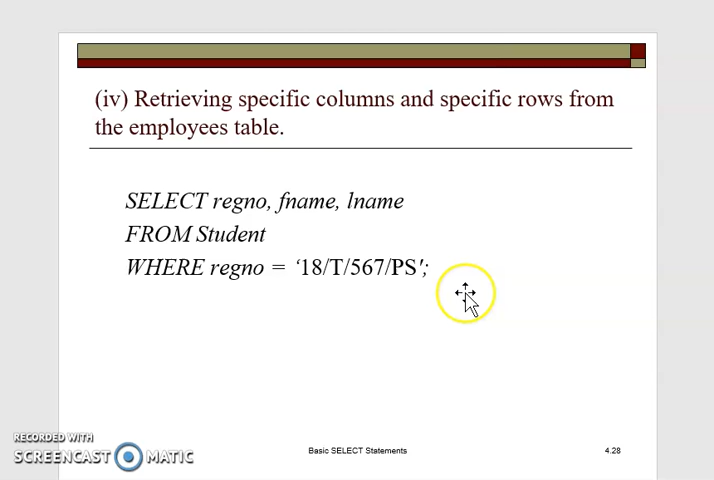 (iv) Retrieving specific columns and specific rows from
the employees table.
SELECT regno, fname, lname
FROM Student
WHERE regno = ‘18/T/567/PS’;
RECORDED WITH
SCREENCAST MATIC
Basic SELECT Statements
4.28